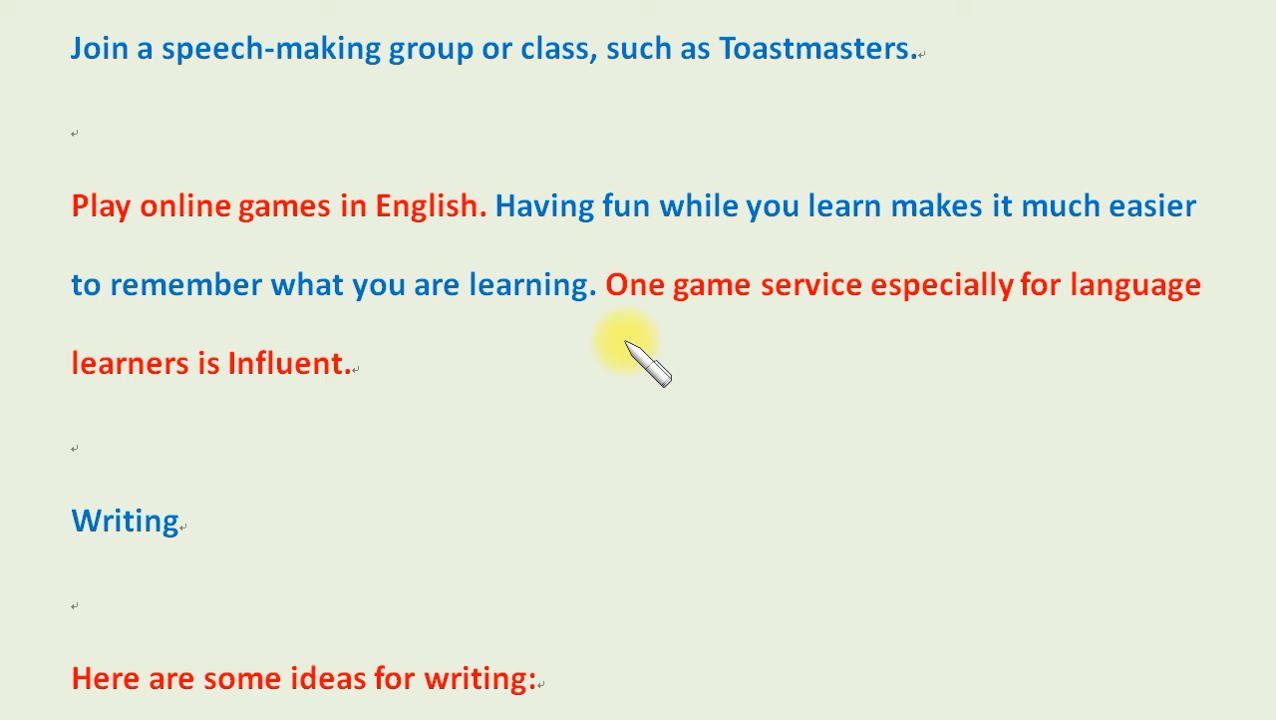 Join a speech-making group or class, such as Toastmasters.
Play online games in English. Having fun while you learn makes it much easier
to remember what you are learning. One game service especially for language
learners is Influent.
Writing
Here are some ideas for writing: